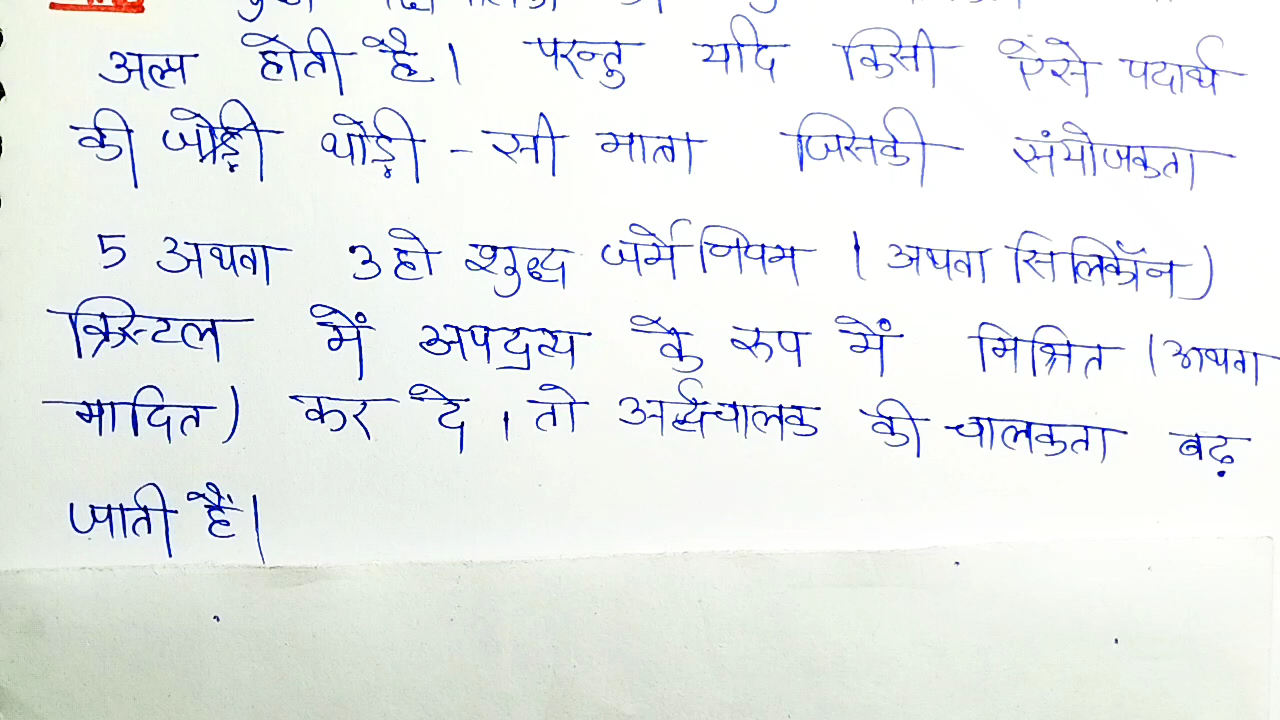 अल्प होती है। परन्तु यदि किसी ऐसे पदार्थ
की थोड़ी - सी मात्रा जिसकी संयोजकता
5 अथवा 3 हो शुद्ध जर्मेनियम (अथवा सिलिकॉन)
क्रिस्टल में अपद्रव्य के रूप में मिश्रित (अथवा
मादित) कर दे, तो अर्द्धचालक की चालकता बढ़
जाती हैं।